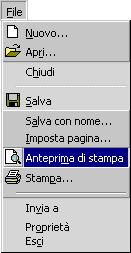 File
Nuovo...
Apri...
Chiudi
Salva
Salva con nome...
Imposta pagina...
Anteprima di stampa
Stampa...
Invia a
Proprietà
Esci